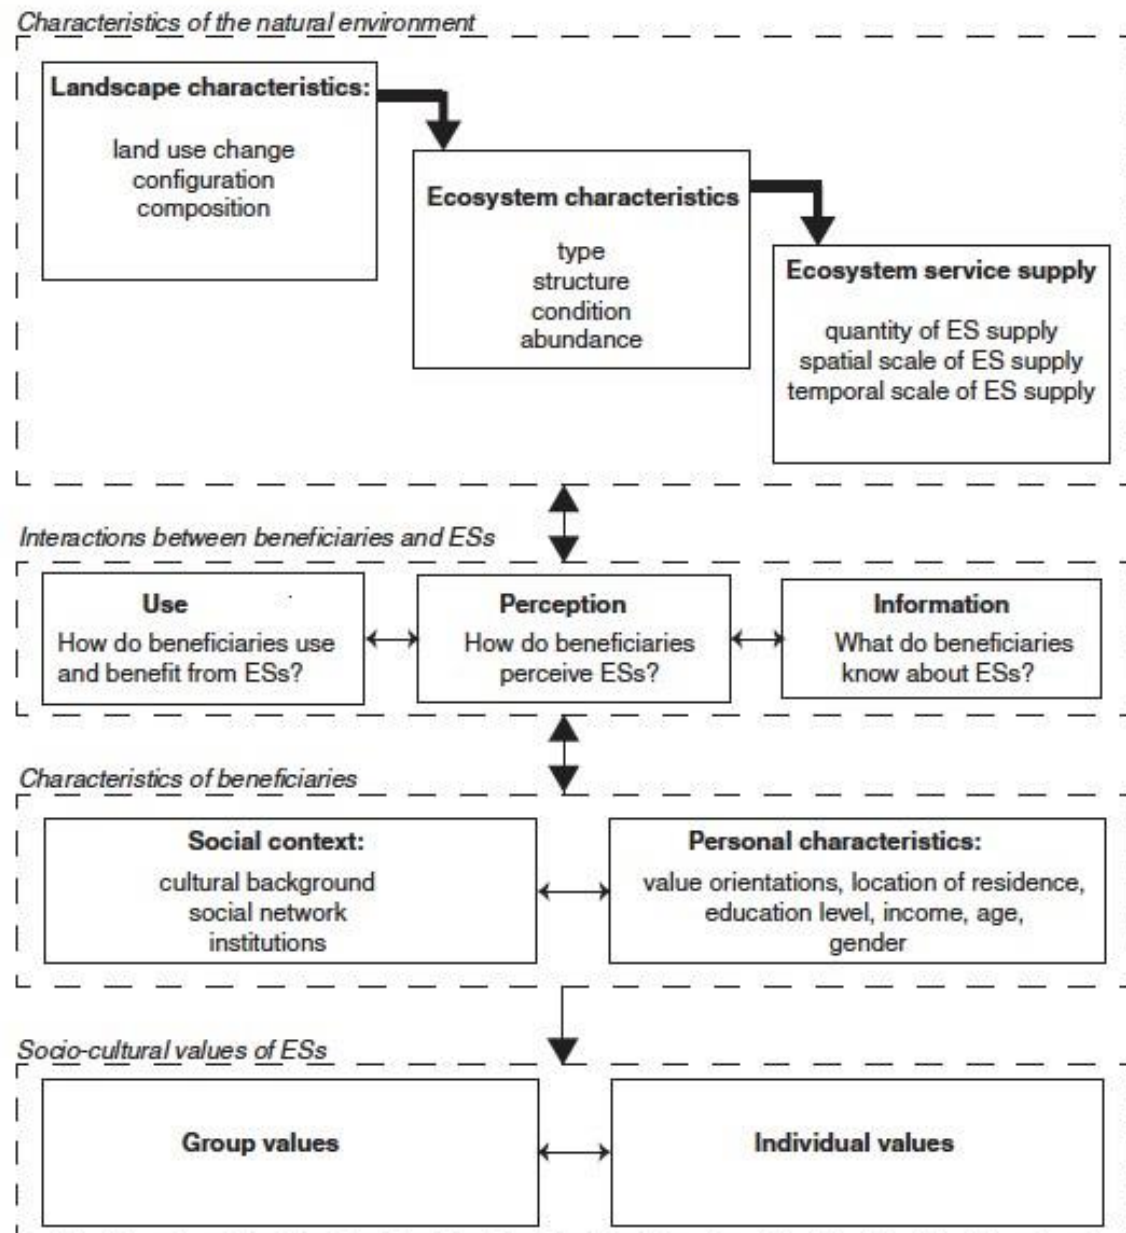 Characteristics of the natural environment
Landscape characteristics:
land use change
configuration
composition
Ecosystem characteristics
type
structure
condition
abundance
Ecosystem service supply
quantity of ES supply
spatial scale of ES supply
temporal scale of ES supply
Interactions between beneficiaries and ESs
Use
How do beneficiaries use
and benefit from ESs?
Perception
How do beneficiaries
perceive ESs?
Information
What do beneficiaries
know about ESs?
Characteristics of beneficiaries
Social context:
cultural background
social network
institutions
Personal characteristics:
value orientations, location of residence,
education level, income, age,
gender
Socio-cultural values of ESs
Group values
Individual values